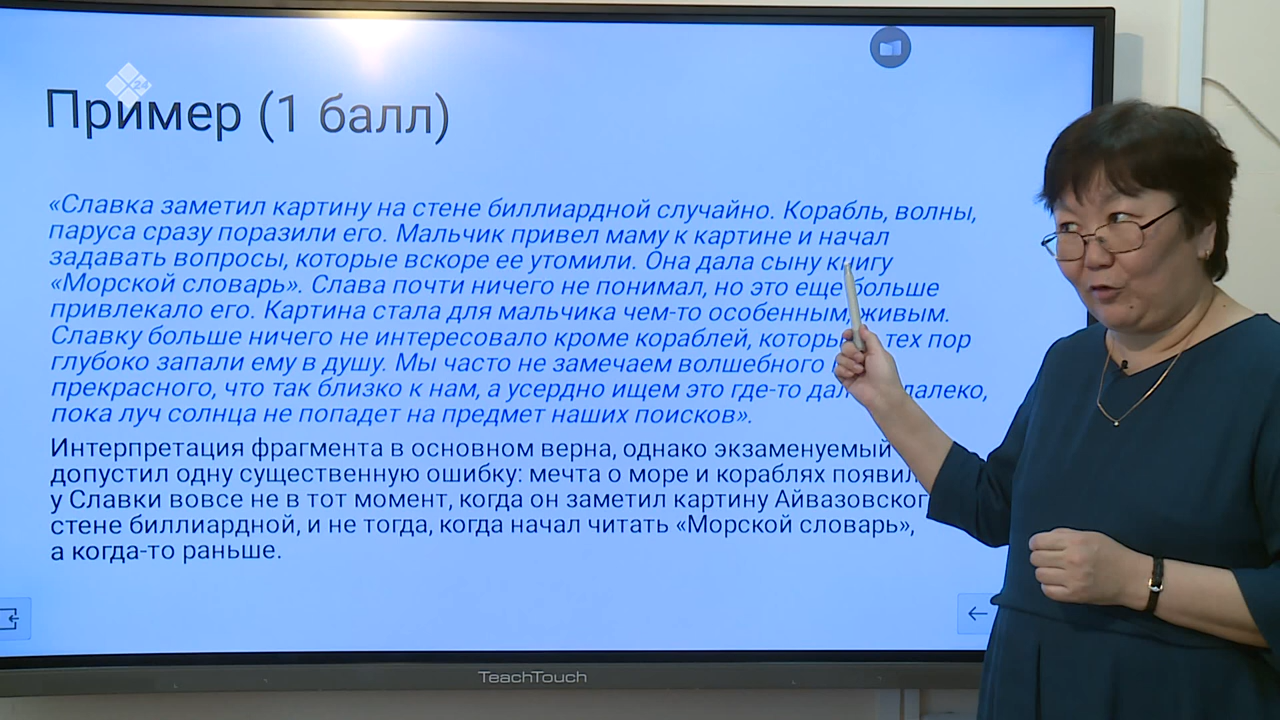 24
Пример (1 балл)
«Славка заметил картину на стене биллиардной случайно. Корабль, волны,
паруса сразу поразили его. Мальчик привел маму к картине и начал
задавать вопросы, которые вскоре ее утомили. Она дала сыну книгу
«Морской словарь». Слава почти ничего не понимал, но это еще больше
привлекало его. Картина стала для мальчика чем-то особенным, живым.
Славку больше ничего не интересовало кроме кораблей, которы тех пор
глубоко запали ему в душу. Мы часто не замечаем волшебного
прекрасного, что так близко к нам, а усердно ищем это где-то далеко,
пока луч солнца не попадет на предмет наших поисков».
Интерпретация фрагмента в основном верна, однако экзаменуемый
допустил одну существенную ошибку: мечта о море и кораблях появил
у Славки вовсе не в тот момент, когда он заметил картину Айвазовског
стене биллиардной, и не тогда, когда начал читать «Морской словарь»,
а когда-то раньше.
TeachTouch